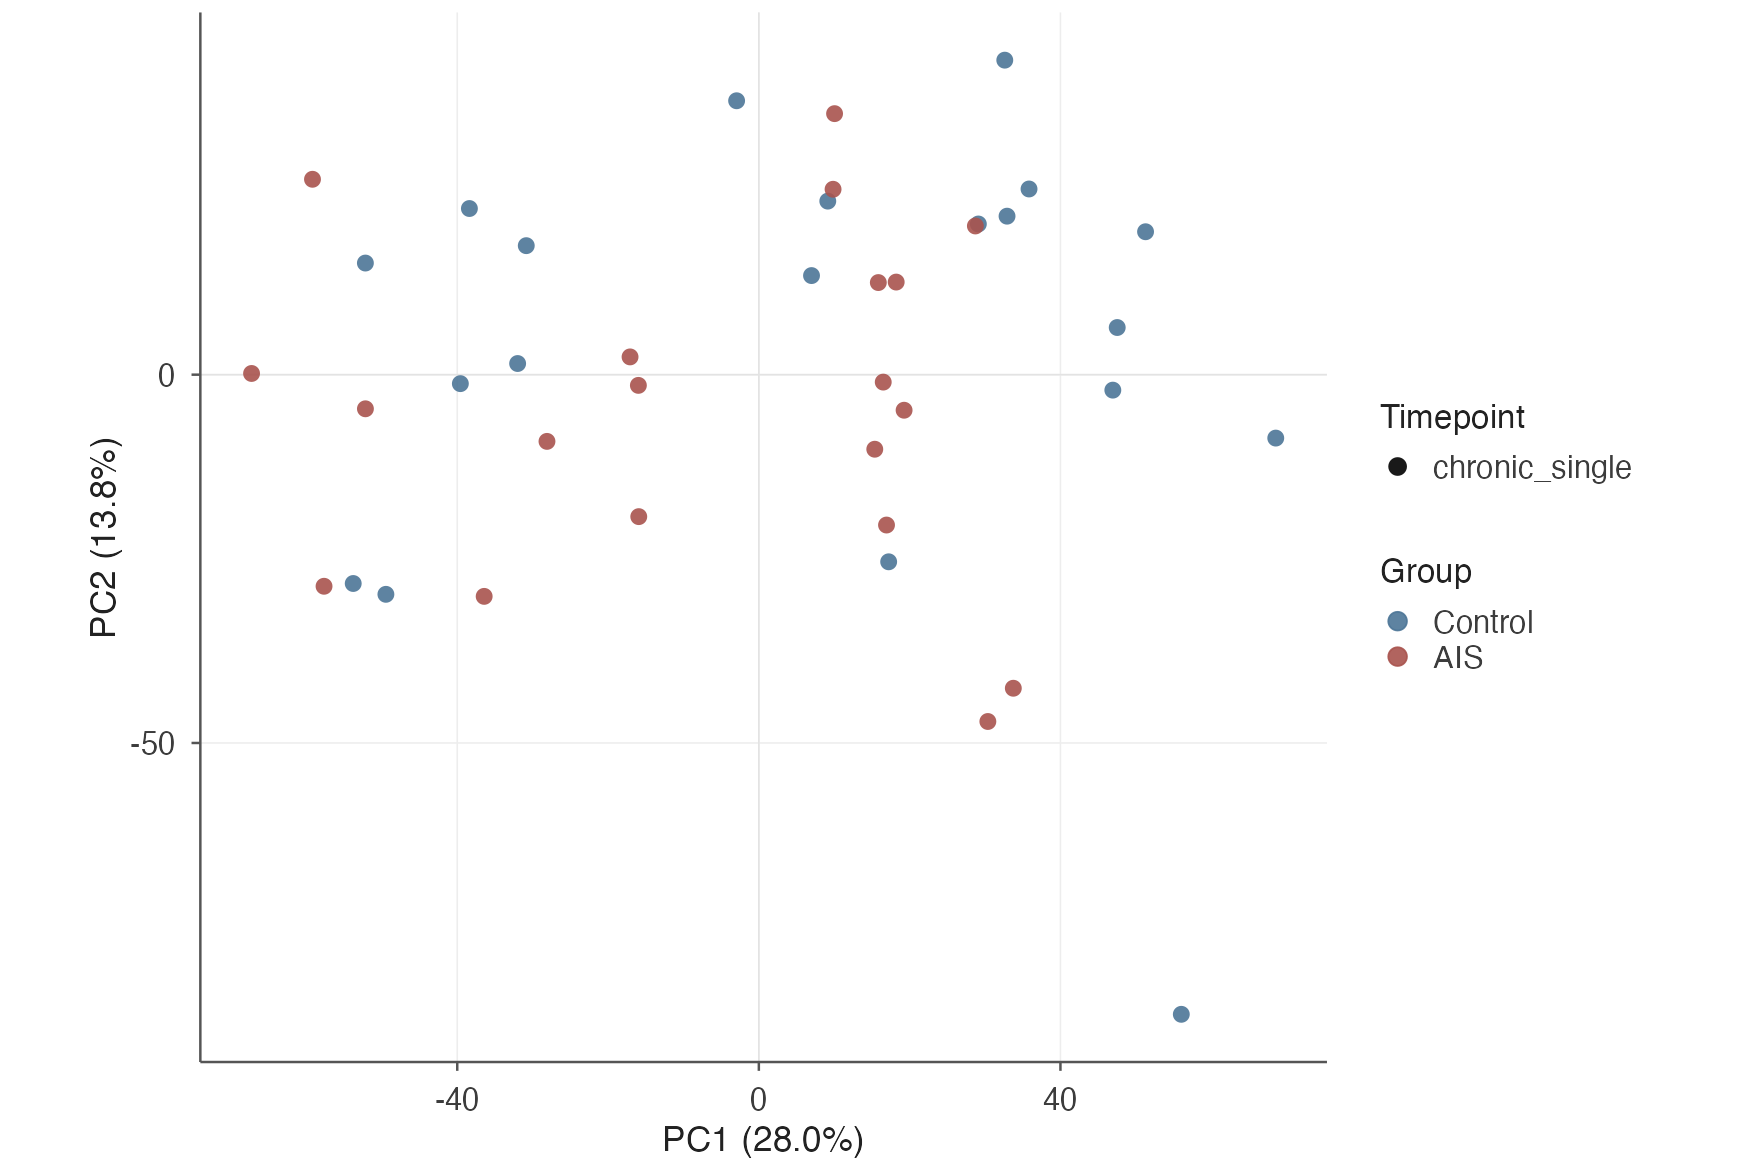 0
-50
PC2 (13.8%)
-40
0
40
PC1 (28.0%)
Timepoint
chronic_single
Group
Control
AIS